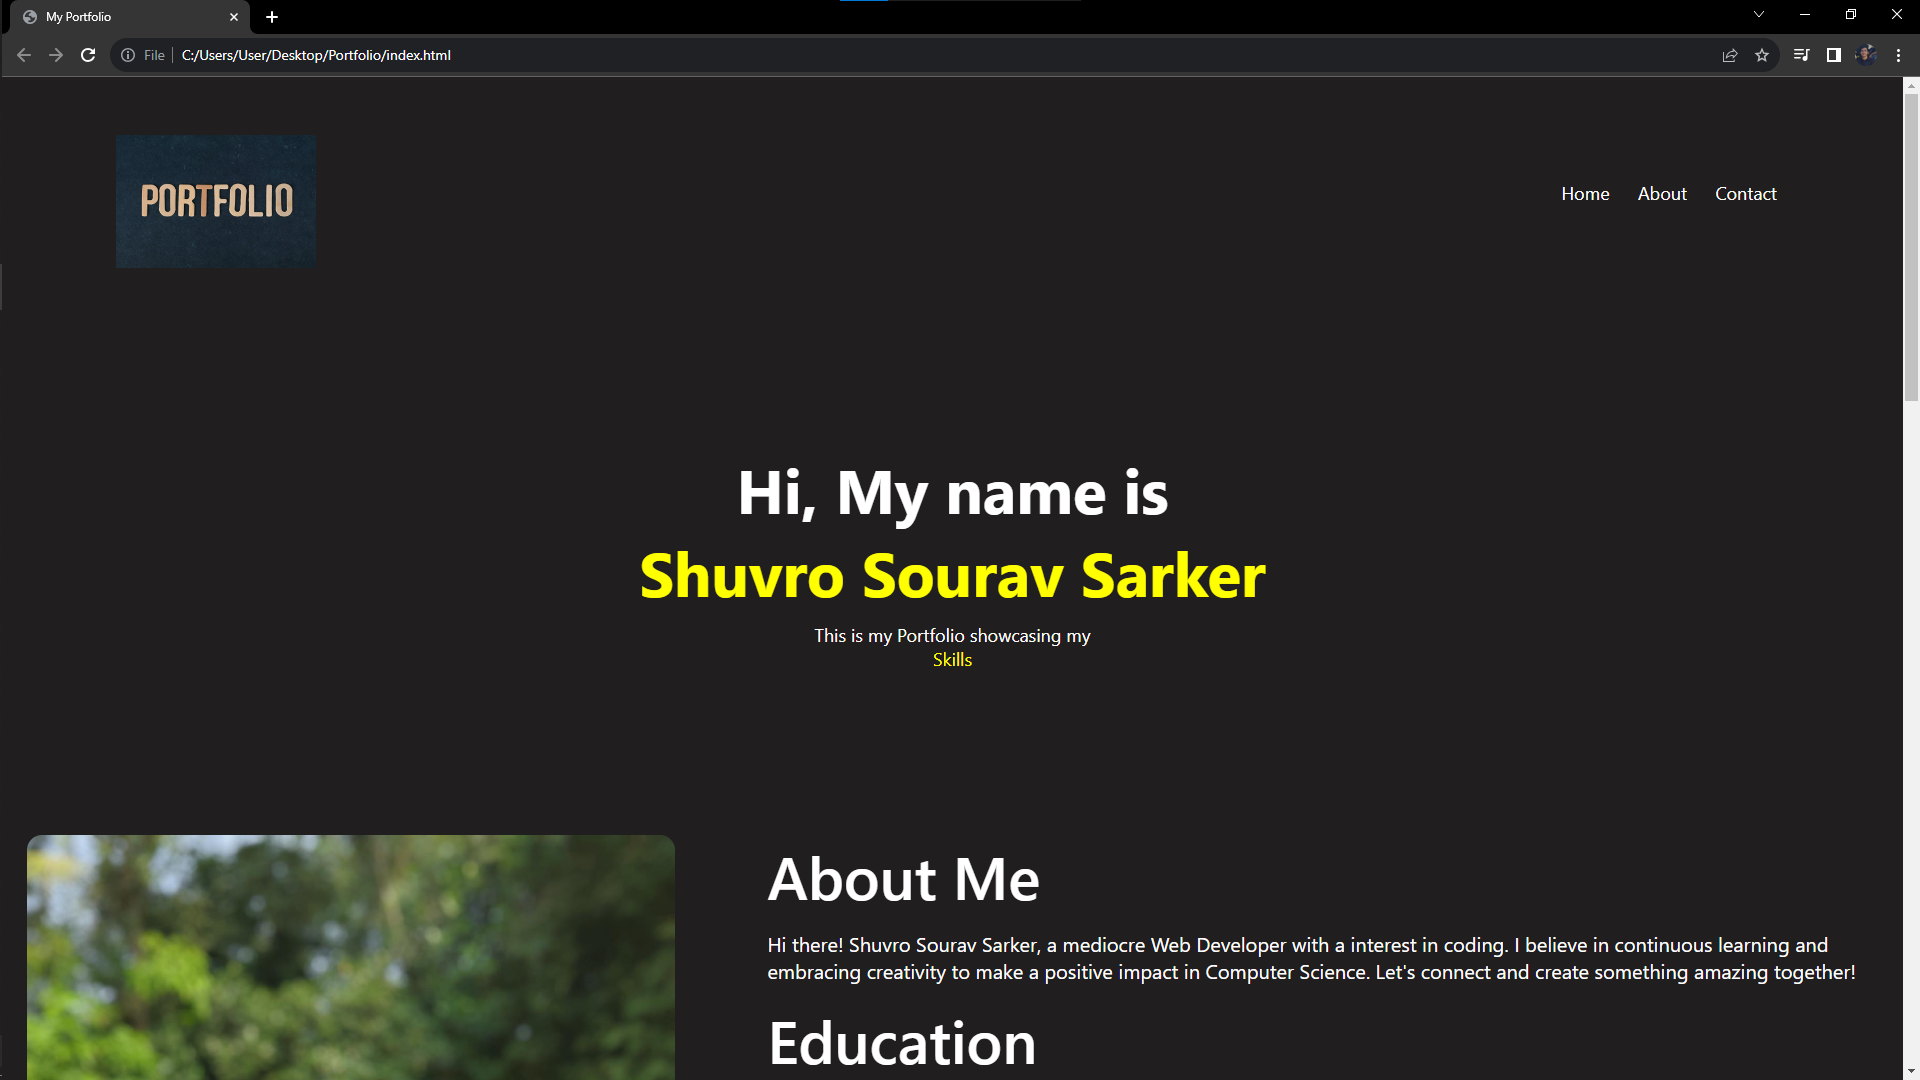 My Portfolio
File
C:/Users/User/Desktop/Portfolio/index.html
PORTFOLIO
Home
About
Contact
Hi, My name is
Shuvro Sourav Sarker
This is my Portfolio showcasing my
Skills
About Me
Hi there! Shuvro Sourav Sarker, a mediocre Web Developer with a interest in coding. I believe in continuous learning and
embracing creativity to make a positive impact in Computer Science. Let's connect and create something amazing together!
Education